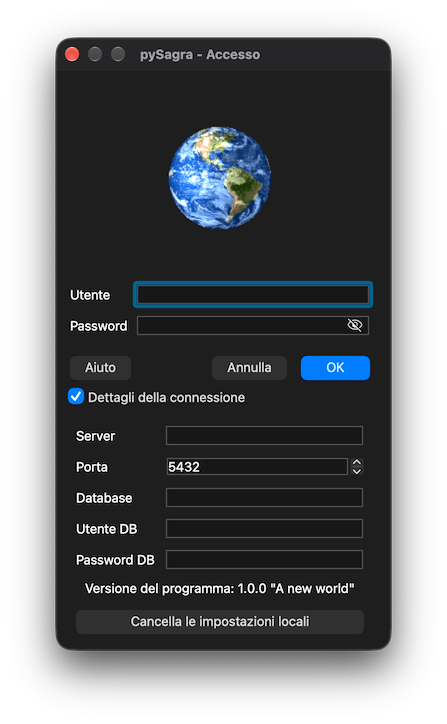 pySagra - Accesso
Utente
Password
Aiuto Annulla OK
Dettagli della connessione
Server
Porta 5432
Database
Utente DB
Password DB
Versione del programma: 1.0.0 "A new world"
Cancella le impostazioni locali